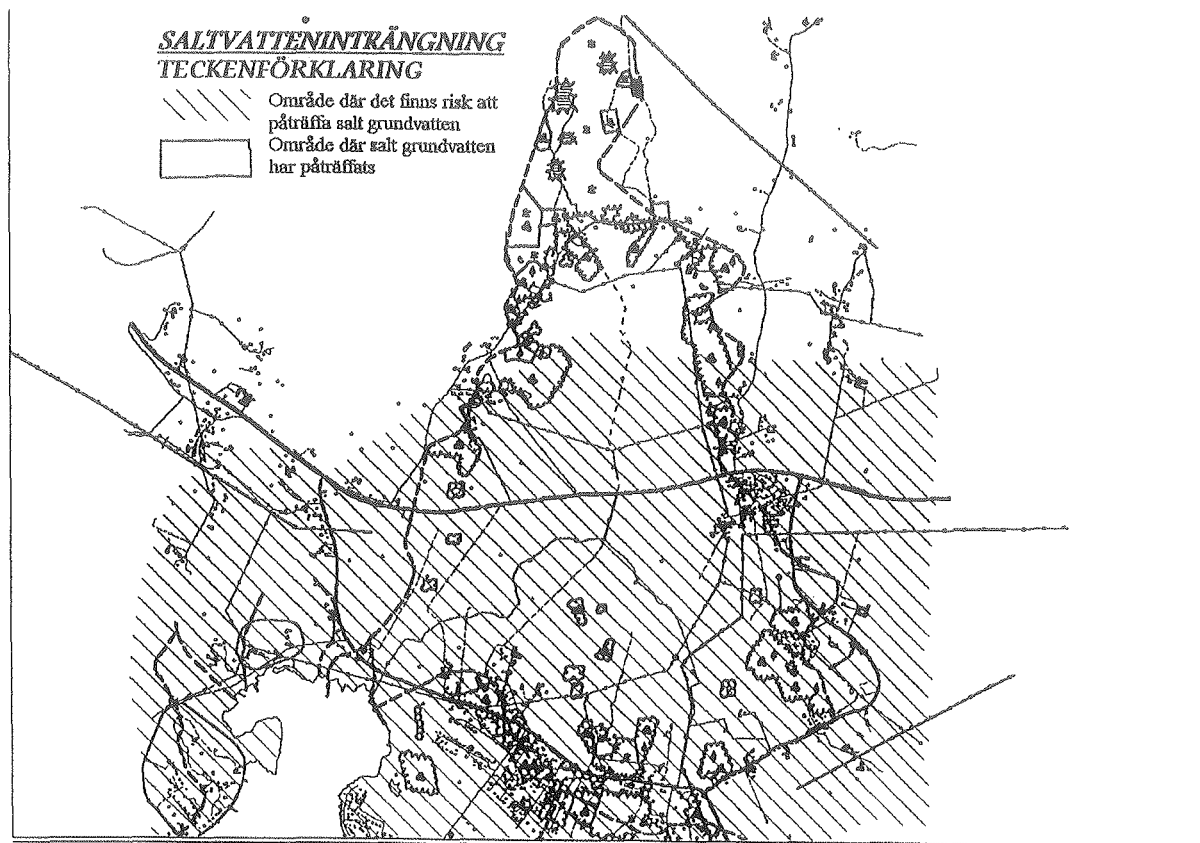 SALTVATTENINTRÄNGNING
TECKENFÖRKLARING
Område där det finns risk att
påträffa salt grundvatten
Område där salt grundvatten
har påträffats